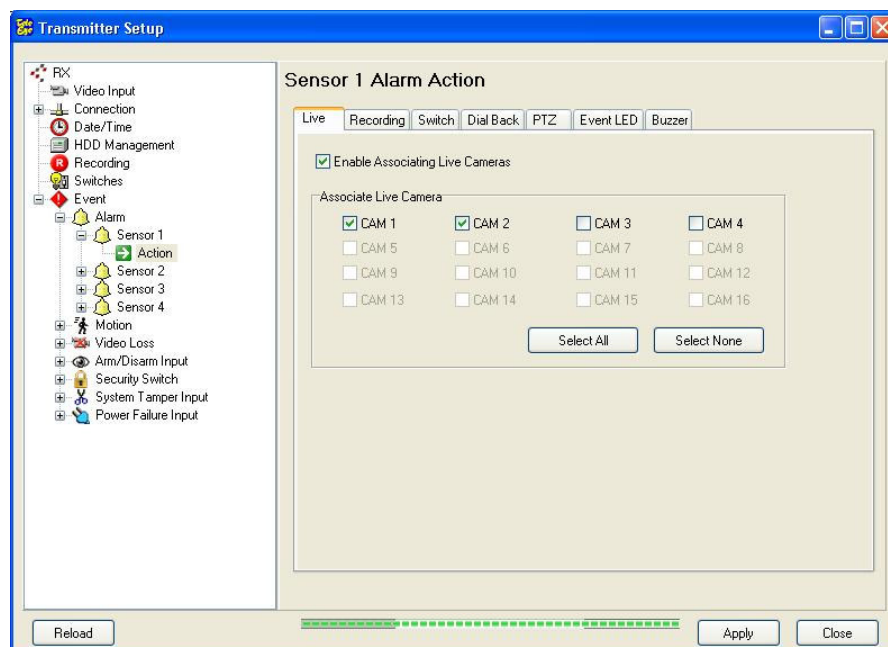 Transmitter Setup
RX
Video Input
Connection
Date/Time
HDD Management
Recording
Switches
Event
Alarm
Sensor 1
Action
Sensor 2
Sensor 3
Sensor 4
Motion
Video Loss
Arm/Disarm Input
Security Switch
System Tamper Input
Power Failure Input
Sensor 1 Alarm Action
Live Recording Switch Dial Back PTZ Event LED Buzzer
Enable Associating Live Cameras
Associate Live Camera
CAM 1 CAM 2 CAM 3 CAM 4
CAM 5 CAM 6 CAM 7 CAM 8
CAM 9 CAM 10 CAM 11 CAM 12
CAM 13 CAM 14 CAM 15 CAM 16
Select All Select None
Reload Apply Close